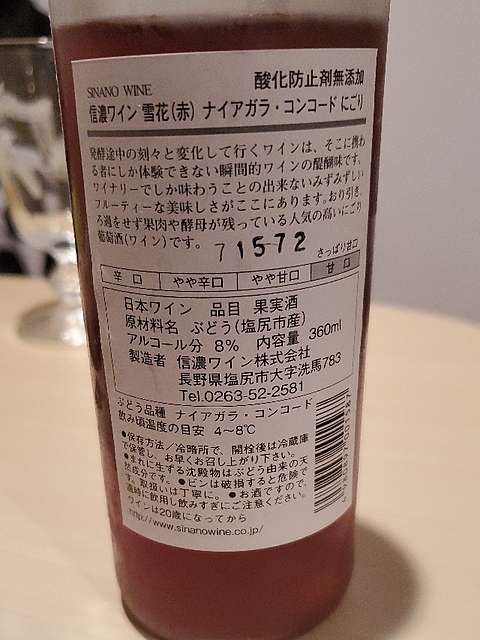 SINANO WINE
酸化防止剤無添加
信濃ワイン 雪花(赤) ナイアガラ・コンコード にごり
発酵途中の刻々と変化して行くワインは、そこに携わ
る者にしか体験できない瞬間的ワインの醍醐味です。
ワイナリーでしか味わうことの出来ないみずみずしい
フルーティーな美味しさがここにあります。おり引き、
ろ過をせず果肉や酵母が残っている人気の高いにごり
葡萄酒(ワイン)です。
71572
さっぱり甘口
辛口 やや辛口 やや甘口 甘口
日本ワイン 品目 果実酒
原材料名 ぶどう(塩尻市産)
アルコール分 8% 内容量 360ml
製造者 信濃ワイン株式会社
長野県塩尻市大字洗馬783
Tel.0263-52-2581
ぶどう品種 ナイアガラ・コンコード
飲み頃温度の目安 4~8℃
●保存方法/冷暗所で、開栓後は冷蔵庫
で保管し、お早くお召し上がり下さい。
●まれに生ずる沈殿物はぶどう由来の天
然成分です。●ビンは破損すると危険で
す。取扱いは丁寧に。●お酒ですので、
適時に飲用し飲みすぎにご注意ください。
ワインは20歳になってから
http://www.sinanowine.co.jp/